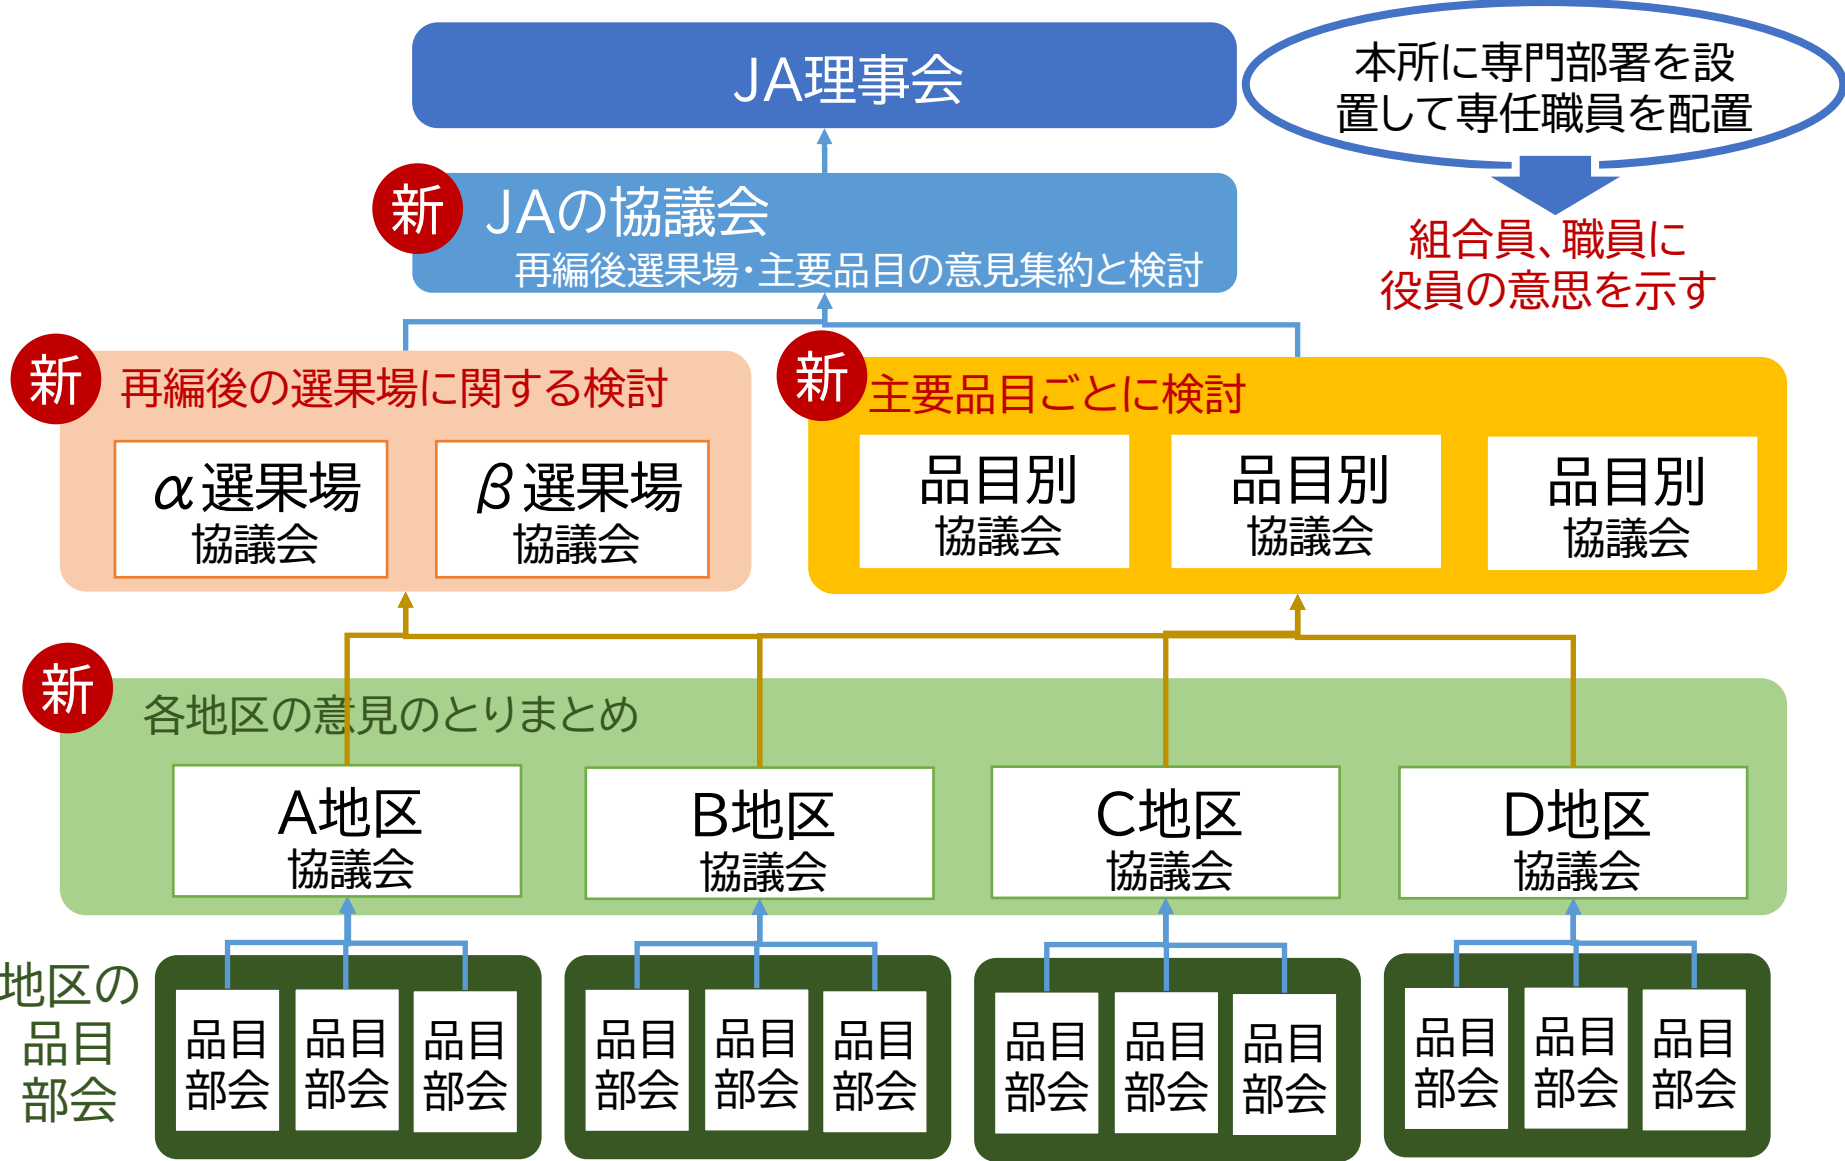 JA理事会
本所に専門部署を設
置して専任職員を配置
新
JAの協議会
再編後選果場・主要品目の意見集約と検討
組合員、職員に
役員の意思を示す
新
再編後の選果場に関する検討
新
主要品目ごとに検討
α選果場
協議会
β選果場
協議会
品目別
協議会
品目別
協議会
品目別
協議会
新
各地区の意見のとりまとめ
A地区
協議会
B地区
協議会
C地区
協議会
D地区
協議会
地区の
品目
部会
品目
部会
品目
部会
品目
部会
品目
部会
品目
部会
品目
部会
品目
部会
品目
部会
品目
部会
品目
部会
品目
部会
品目
部会